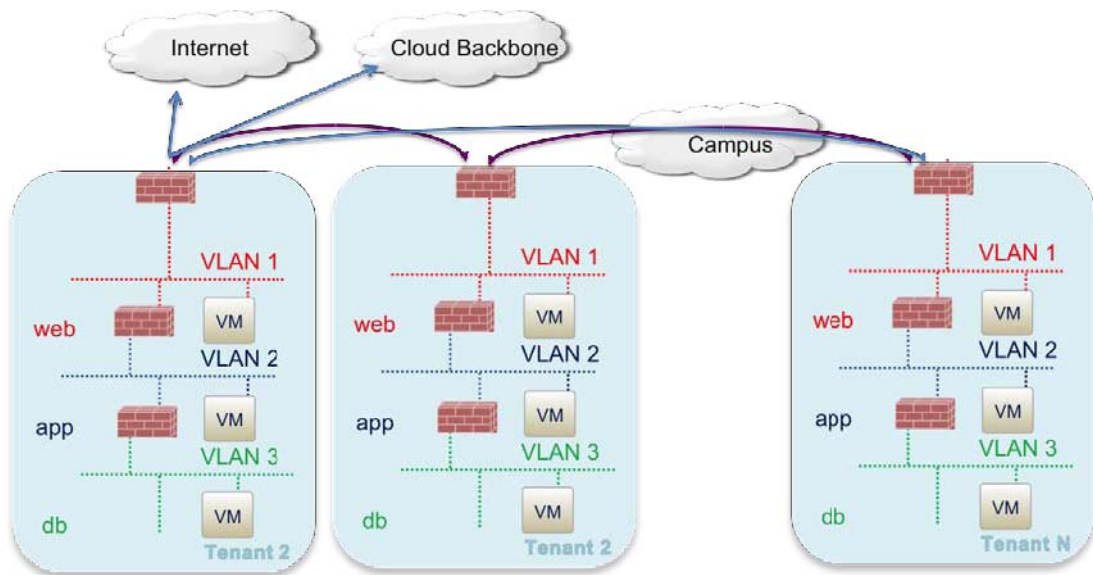 Internet
Cloud Backbone
Campus
VLAN 1
web
VM
VLAN 2
app
VM
VLAN 3
db
VM
Tenant 2
VLAN 1
web
VM
VLAN 2
app
VM
VLAN 3
db
VM
Tenant 2
VLAN 1
web
VM
VLAN 2
app
VM
VLAN 3
db
VM
Tenant N